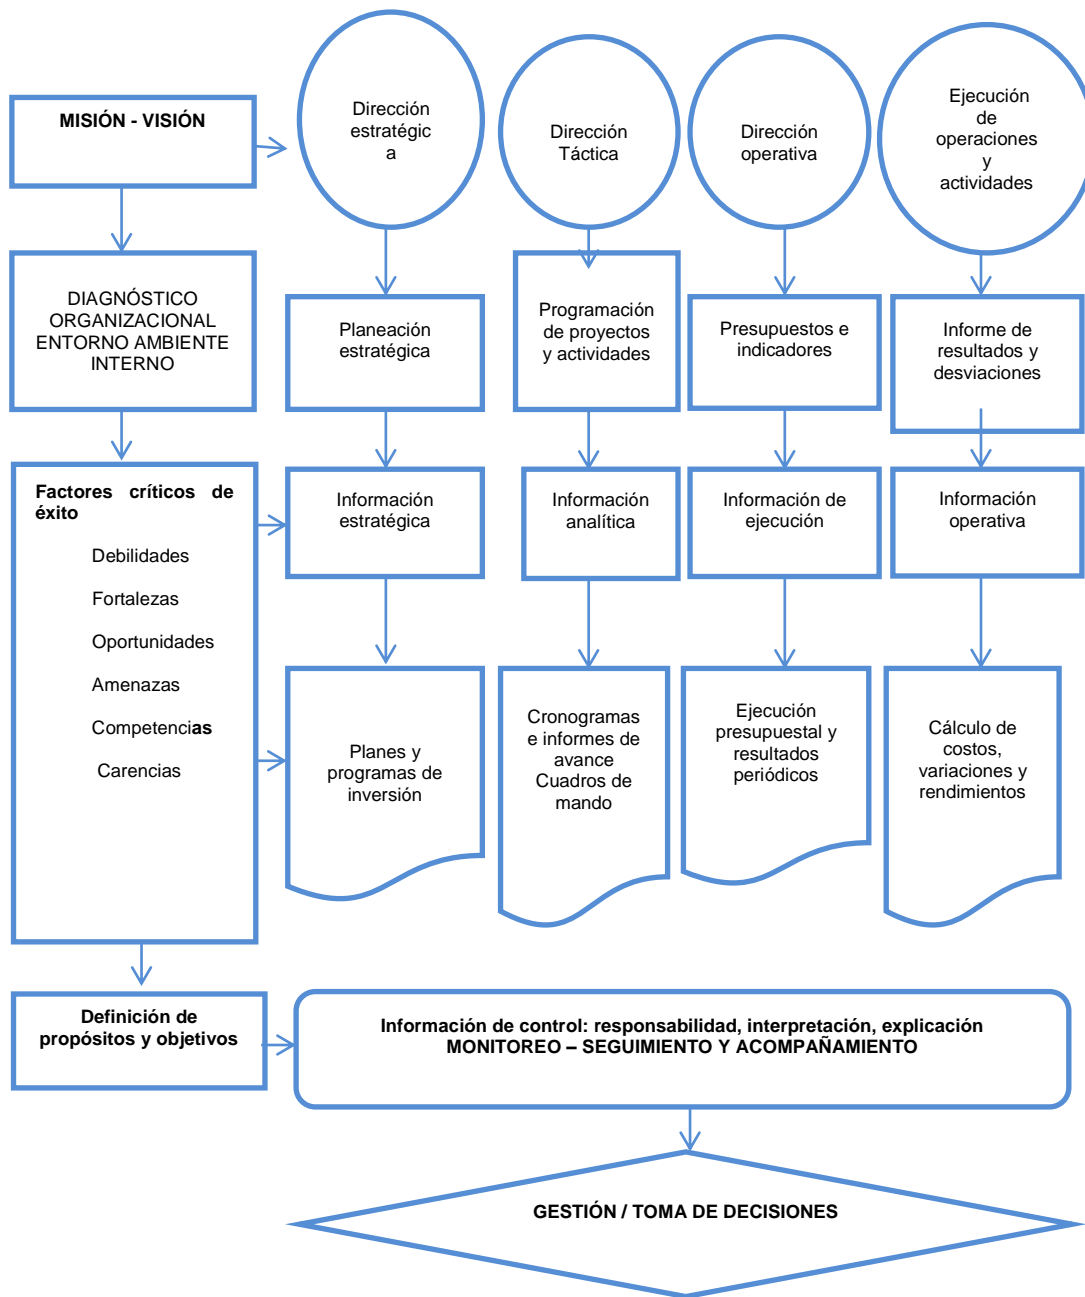 MISIÓN - VISIÓN
Dirección
estratégic
a
Dirección
Táctica
Dirección
operativa
Ejecución
de
operaciones
y
actividades
DIAGNÓSTICO
ORGANIZACIONAL
ENTORNO AMBIENTE
INTERNO
Planeación
estratégica
Programación
de proyectos
y actividades
Presupuestos e
indicadores
Informe de
resultados y
desviaciones
Factores críticos de
éxito
Debilidades
Fortalezas
Oportunidades
Amenazas
Competencias
Carencias
Información
estratégica
Información
analítica
Información de
ejecución
Información
operativa
Planes y
programas de
inversión
Cronogramas
e informes de
avance
Cuadros de
mando
Ejecución
presupuestal y
resultados
periódicos
Cálculo de
costos,
variaciones y
rendimientos
Definición de
propósitos y objetivos
Información de control: responsabilidad, interpretación, explicación
MONITOREO – SEGUIMIENTO Y ACOMPAÑAMIENTO
GESTIÓN / TOMA DE DECISIONES